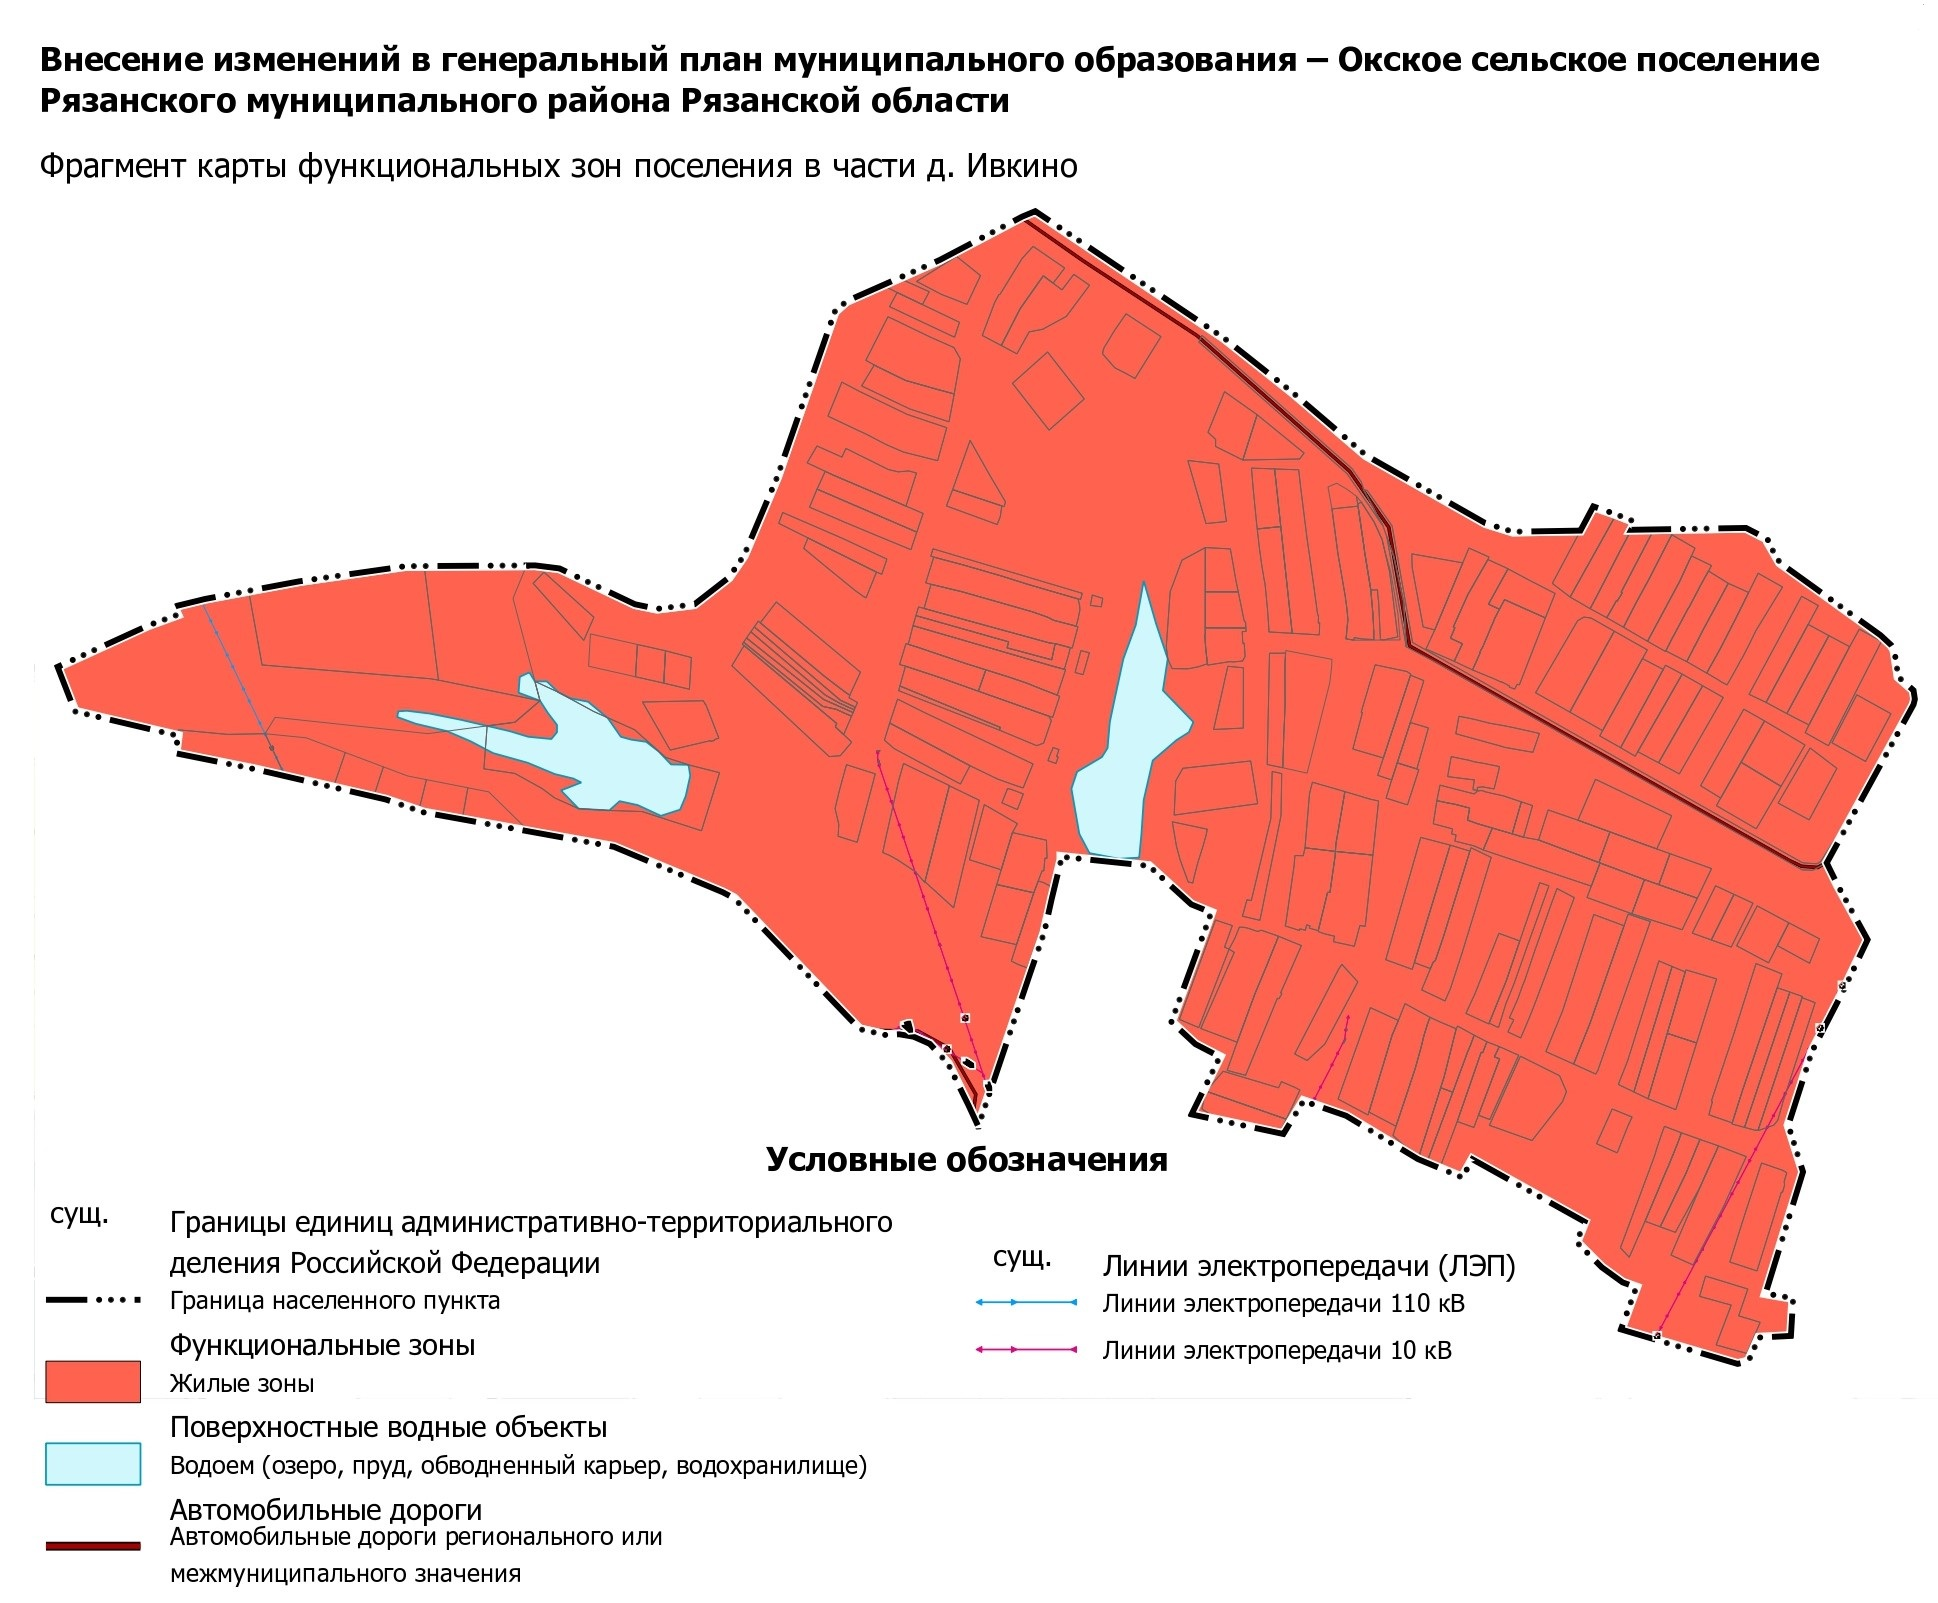 Внесение изменений в генеральный план муниципального образования – Окское сельское поселение
Рязанского муниципального района Рязанской области
Фрагмент карты функциональных зон поселения в части д. Ивкино
Условные обозначения
сущ.
Границы единиц административно-территориального
деления Российской Федерации
Граница населенного пункта
Функциональные зоны
Жилые зоны
Поверхностные водные объекты
Водоем (озеро, пруд, обводненный карьер, водохранилище)
Автомобильные дороги
Автомобильные дороги регионального или
межмуниципального значения
сущ.
Линии электропередачи (ЛЭП)
Линии электропередачи 110 кВ
Линии электропередачи 10 кВ